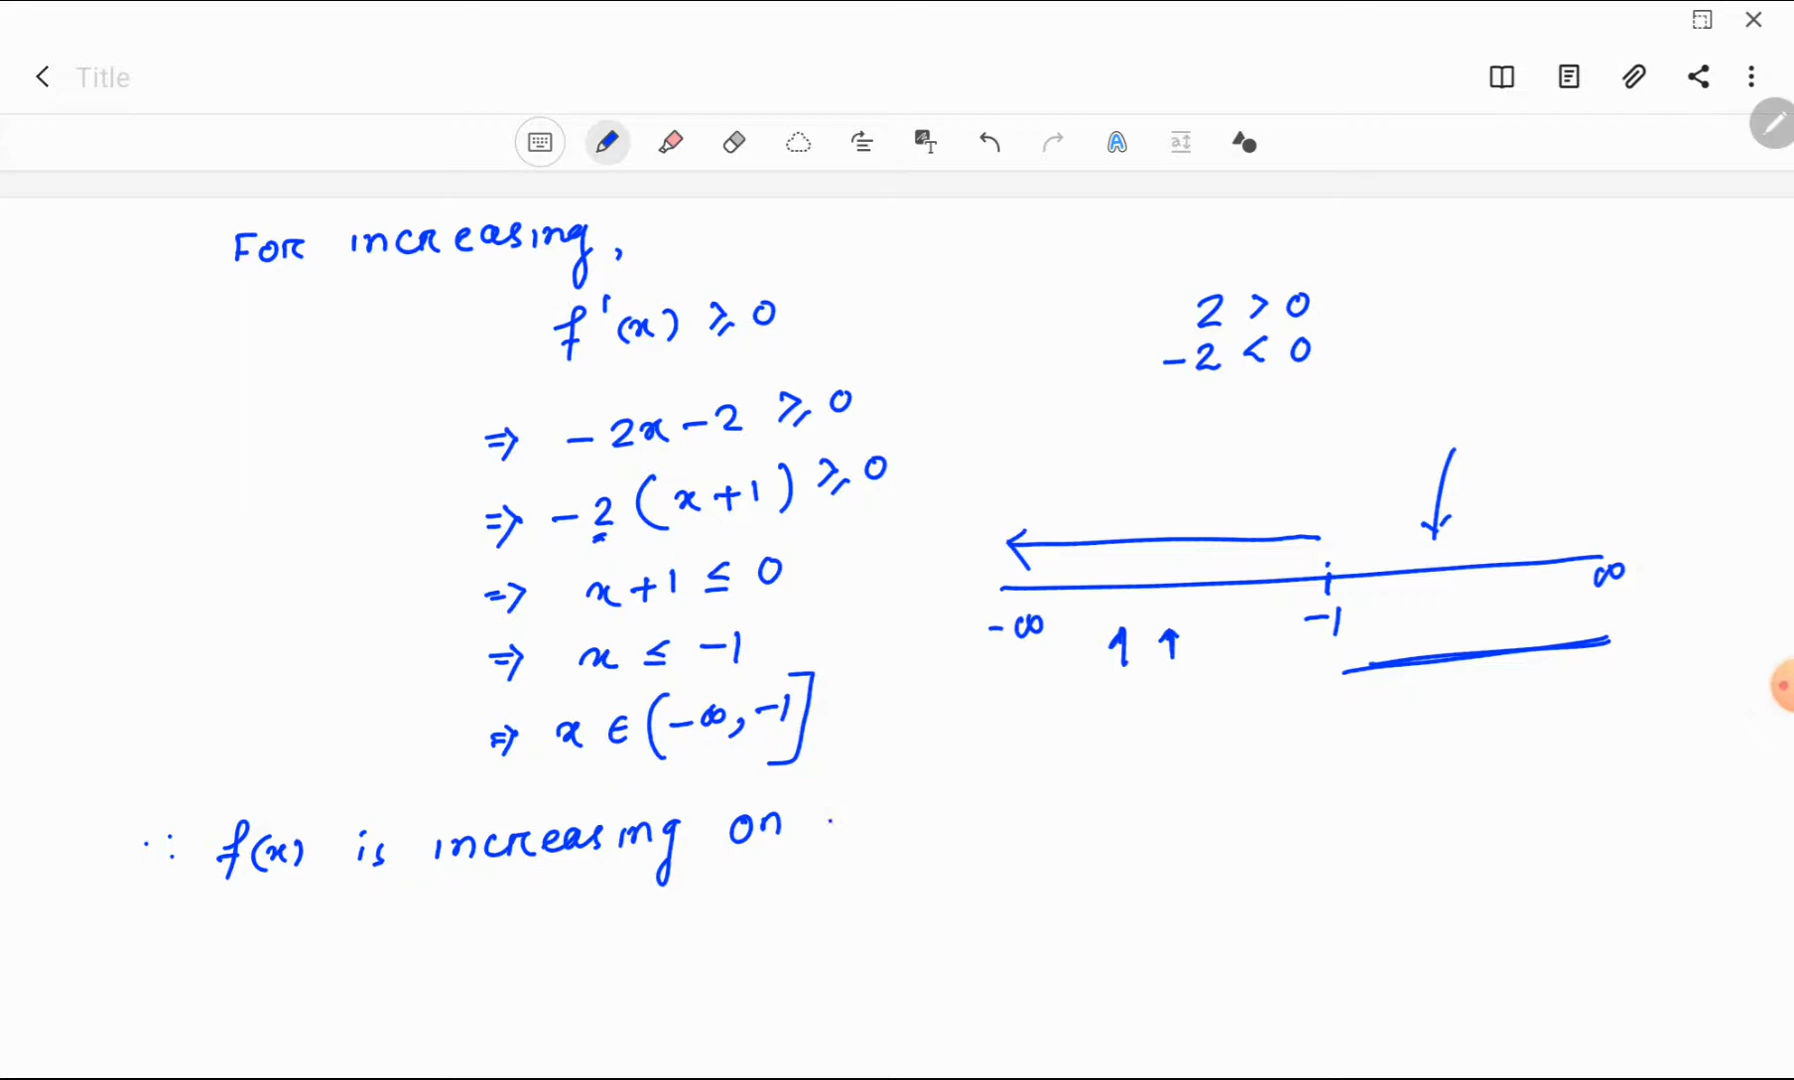 Title
For increasing,
f'(x) ⩾ 0
⇒ -2x-2 ⩾ 0
⇒ -2(x+1) ⩾ 0
⇒ x+1 ≤ 0
⇒ x ≤ -1
⇒ x ∈ (-∞, -1]
∴ f(x) is increasing on
2 > 0
-2 < 0
-∞ -1 ∞